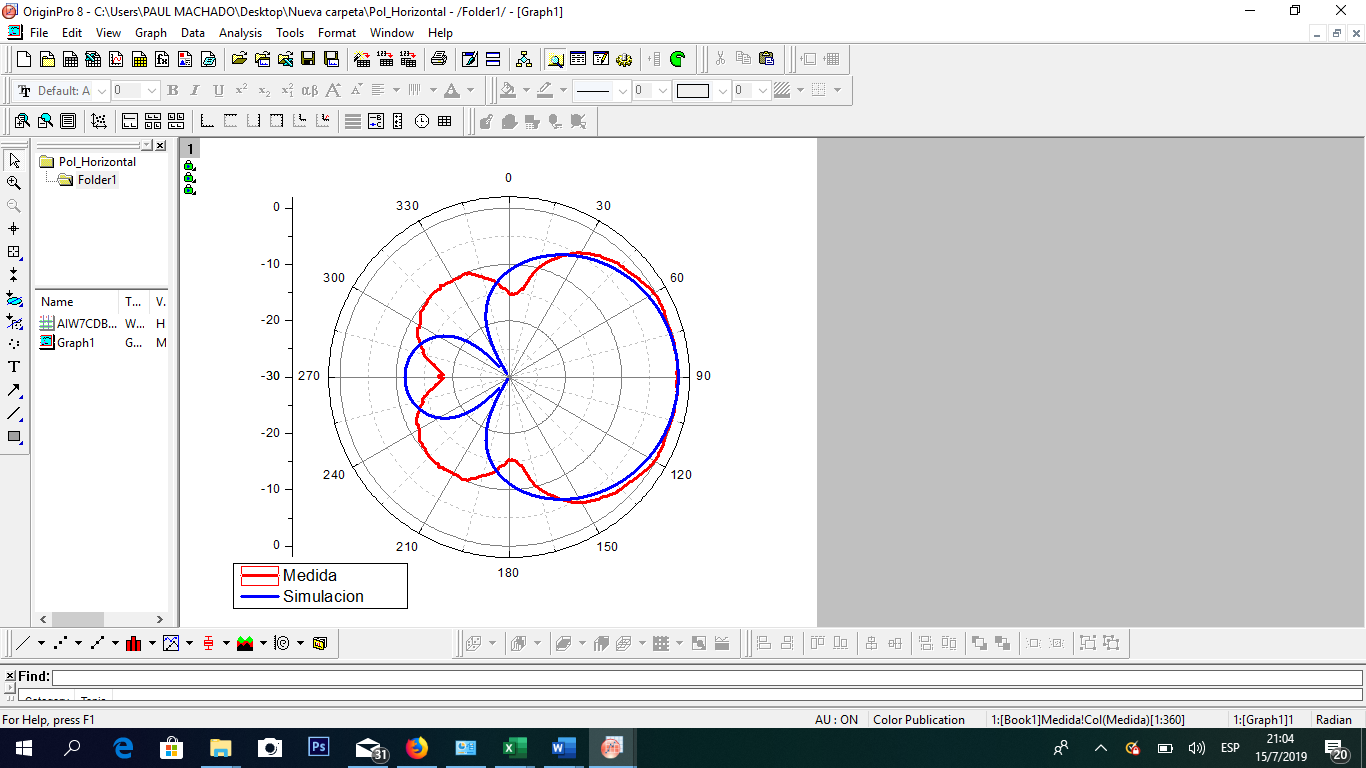 OriginPro 8 - C:\Users\PAUL MACHADO\Desktop\Nueva carpeta\Pol_Horizontal - /Folder1/ - [Graph1]
File Edit View Graph Data Analysis Tools Format Window Help
Default: A 0 B I U x² x₂ αβ A A A 0 0
1
Pol_Horizontal
Folder1
Name T... V.
AIW7CDB... W... H
Graph1 G... M
0
330 30
0
-10
300 60
-20
-30 270 90
-20
240 120
-10
210 150
0
180
Medida
Simulacion
Find:
For Help, press F1 AU : ON Color Publication 1:[Book1]Medida!Col(Medida)[1:360] 1:[Graph1]1 Radian
Ps 31 ESP 21:04
15/7/2019 20